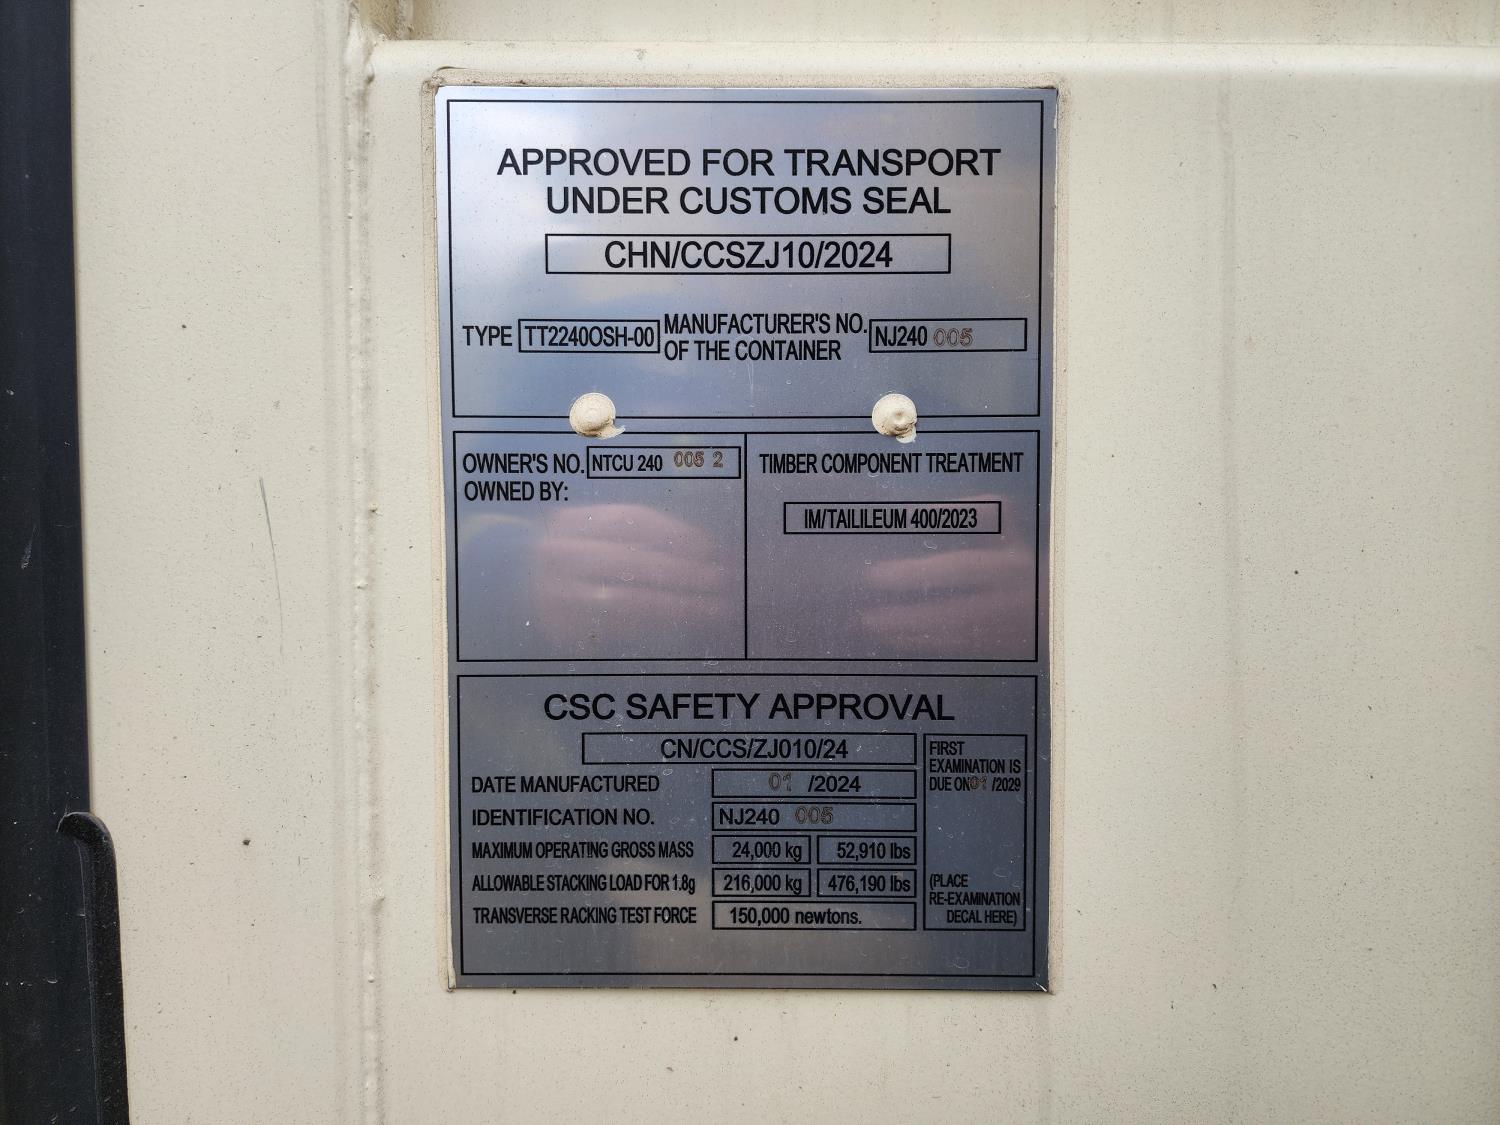 APPROVED FOR TRANSPORT
UNDER CUSTOMS SEAL
CHN/CCSZJ10/2024
TYPE TT2240OSH-00 MANUFACTURER'S NO. OF THE CONTAINER NJ240 005
OWNER'S NO. NTCU 240 005 2
OWNED BY:
TIMBER COMPONENT TREATMENT
IM/TAILILEUM 400/2023
CSC SAFETY APPROVAL
CN/CCS/ZJ010/24
DATE MANUFACTURED 01 /2024
IDENTIFICATION NO. NJ240 005
MAXIMUM OPERATING GROSS MASS 24,000 kg 52,910 lbs
ALLOWABLE STACKING LOAD FOR 1.8g 216,000 kg 476,190 lbs
TRANSVERSE RACKING TEST FORCE 150,000 newtons.
FIRST
EXAMINATION IS
DUE ON 01 /2029
(PLACE
RE-EXAMINATION
DECAL HERE)